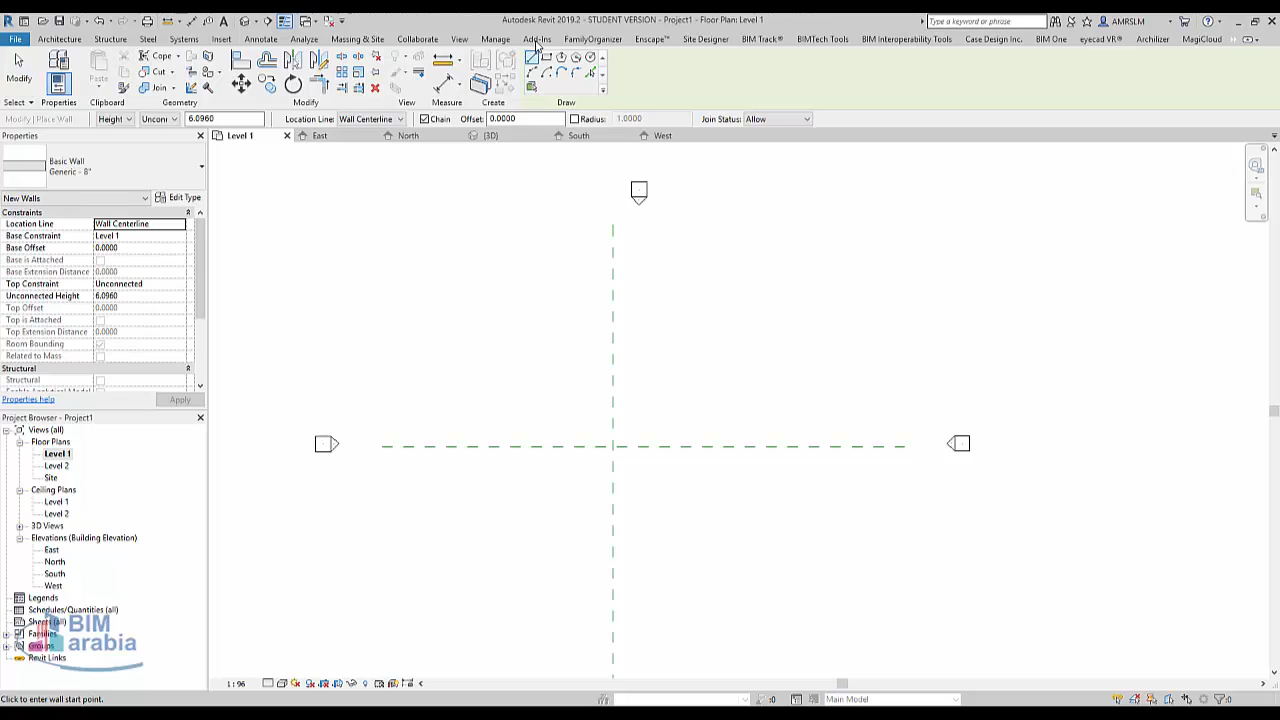 Autodesk Revit 2019.2 - STUDENT VERSION - Project1 - Floor Plan: Level 1
Type a keyword or phrase
AMRSLM
File Architecture Structure Steel Systems Insert Annotate Analyze Massing & Site Collaborate View Manage Add-Ins FamilyOrganizer Enscape™ Site Designer BIM Track® BIMTech Tools BIM Interoperability Tools Case Design Inc. BIM One eyecad VR® Archilizer MagiCloud
Modify Paste Cope Cut Join
Select Properties Clipboard Geometry Modify View Measure Create Draw
Modify | Place Wall Height Unconn 6.0960 Location Line: Wall Centerline Chain Offset: 0.0000 Radius: 1.0000 Join Status: Allow
Properties
Level 1 East North {3D} South West
Basic Wall
Generic - 8"
New Walls Edit Type
Constraints
Location Line Wall Centerline
Base Constraint Level 1
Base Offset 0.0000
Base is Attached
Base Extension Distance 0.0000
Top Constraint Unconnected
Unconnected Height 6.0960
Top Offset 0.0000
Top is Attached
Top Extension Distance 0.0000
Room Bounding
Related to Mass
Structural
Structural
Properties help Apply
Project Browser - Project1
Views (all)
Floor Plans
Level 1
Level 2
Site
Ceiling Plans
Level 1
Level 2
3D Views
Elevations (Building Elevation)
East
North
South
West
Legends
Schedules/Quantities (all)
Sheets (all)
Families
Groups
Revit Links
BIM
arabia
1 : 96
Click to enter wall start point.
:0 Main Model :0